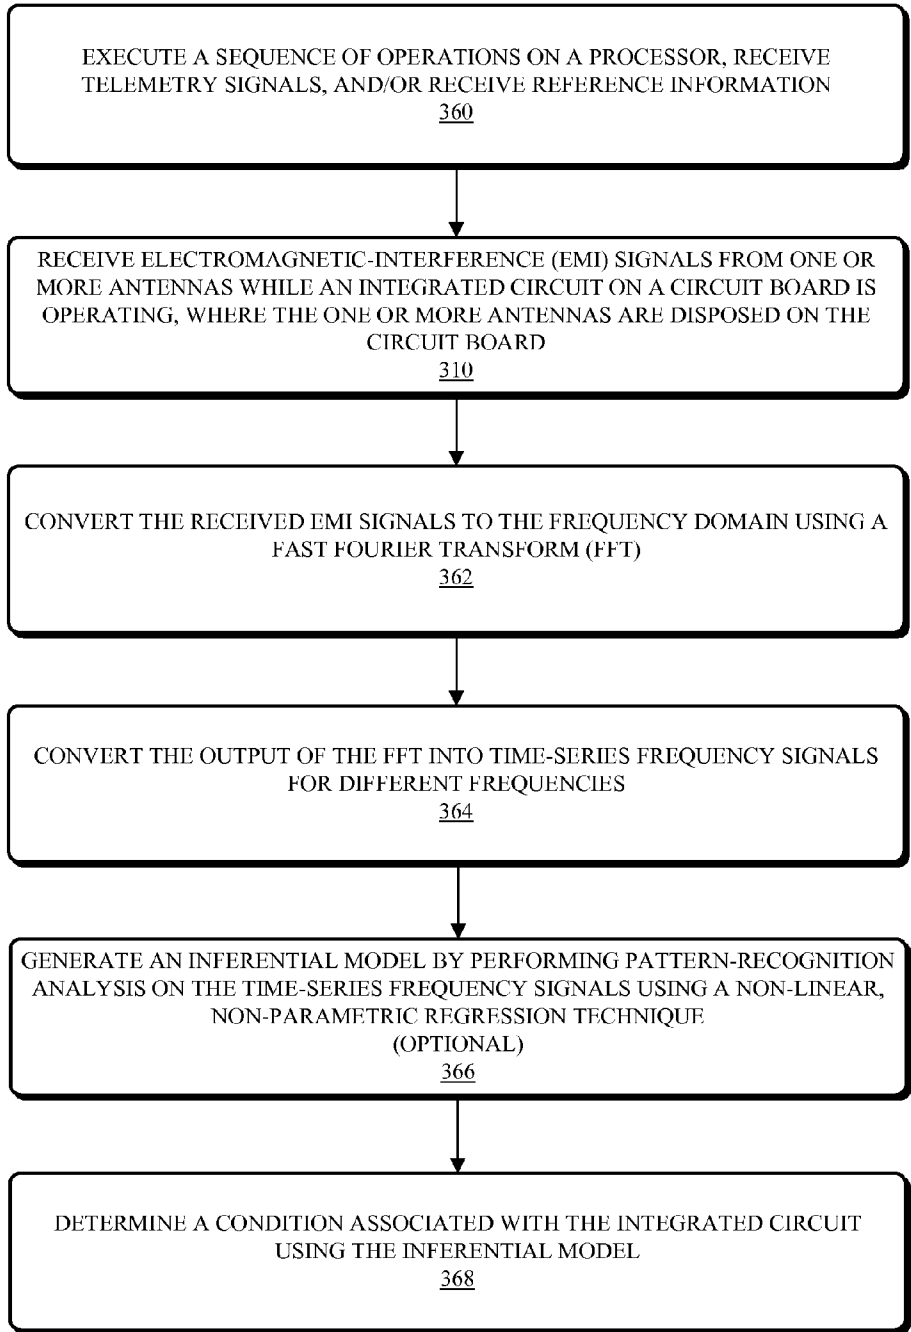 EXECUTE A SEQUENCE OF OPERATIONS ON A PROCESSOR, RECEIVE
TELEMETRY SIGNALS, AND/OR RECEIVE REFERENCE INFORMATION
360
RECEIVE ELECTROMAGNETIC-INTERFERENCE (EMI) SIGNALS FROM ONE OR
MORE ANTENNAS WHILE AN INTEGRATED CIRCUIT ON A CIRCUIT BOARD IS
OPERATING, WHERE THE ONE OR MORE ANTENNAS ARE DISPOSED ON THE
CIRCUIT BOARD
310
CONVERT THE RECEIVED EMI SIGNALS TO THE FREQUENCY DOMAIN USING A
FAST FOURIER TRANSFORM (FFT)
362
CONVERT THE OUTPUT OF THE FFT INTO TIME-SERIES FREQUENCY SIGNALS
FOR DIFFERENT FREQUENCIES
364
GENERATE AN INFERENTIAL MODEL BY PERFORMING PATTERN-RECOGNITION
ANALYSIS ON THE TIME-SERIES FREQUENCY SIGNALS USING A NON-LINEAR,
NON-PARAMETRIC REGRESSION TECHNIQUE
(OPTIONAL)
366
DETERMINE A CONDITION ASSOCIATED WITH THE INTEGRATED CIRCUIT
USING THE INFERENTIAL MODEL
368